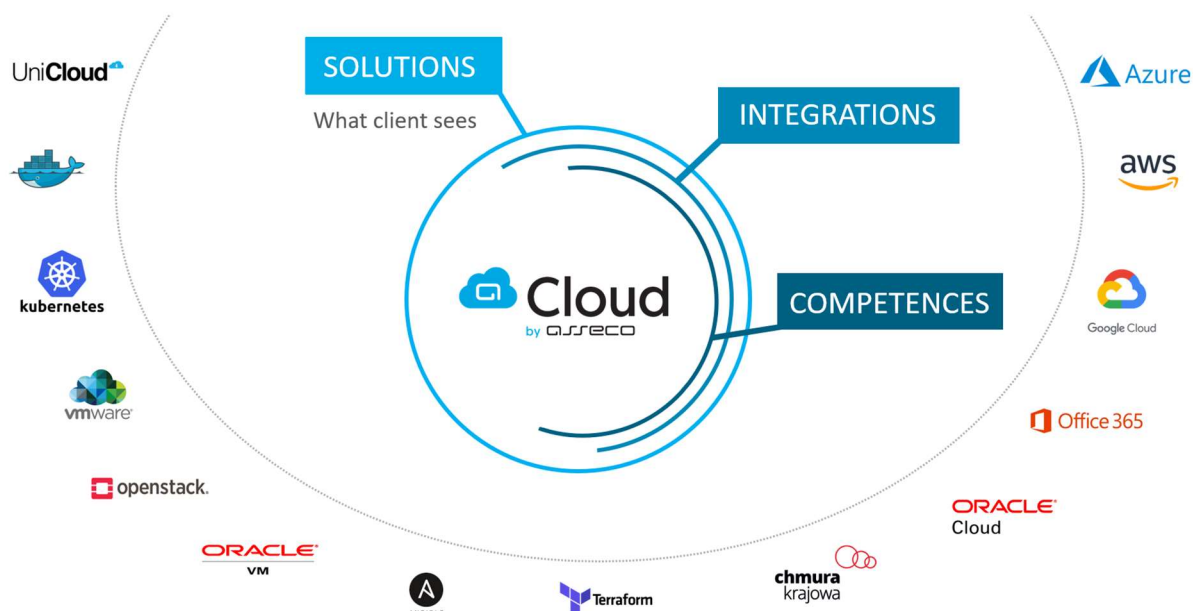 SOLUTIONS
What client sees
INTEGRATIONS
COMPETENCES
Cloud
by asseco
UniCloud
kubernetes
vmware®
openstack.
ORACLE®
VM
Terraform
chmura
krajowa
ORACLE®
Cloud
Office 365
Google Cloud
aws
Azure